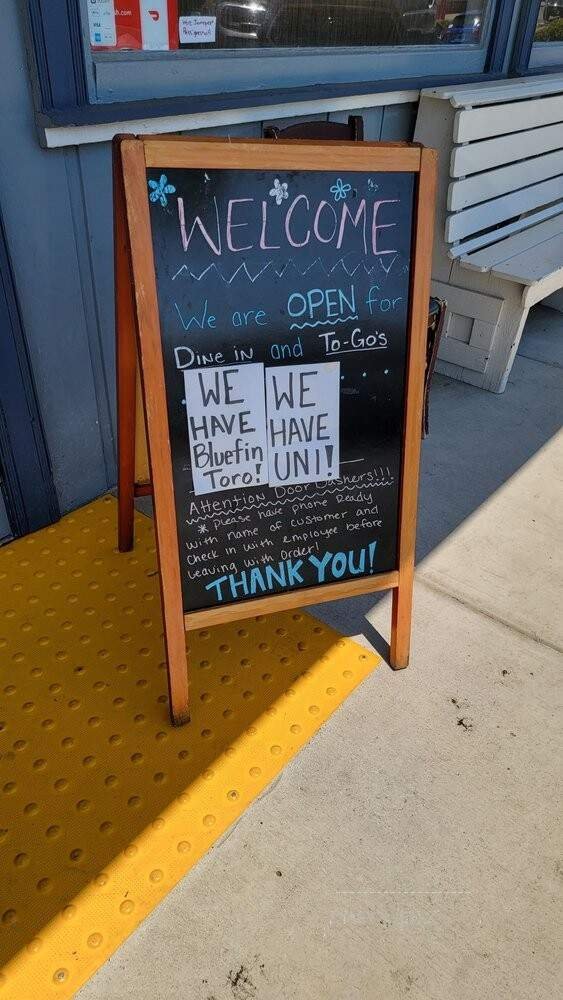 WELCOME
We are OPEN for
Dine in and To-Go's
WE
HAVE
Bluefin
Toro!
WE
HAVE
UNI!
Attention Door Dashers!!!
* Please have phone Ready
with name of customer and
check in with employee before
leaving with order!
THANK YOU!